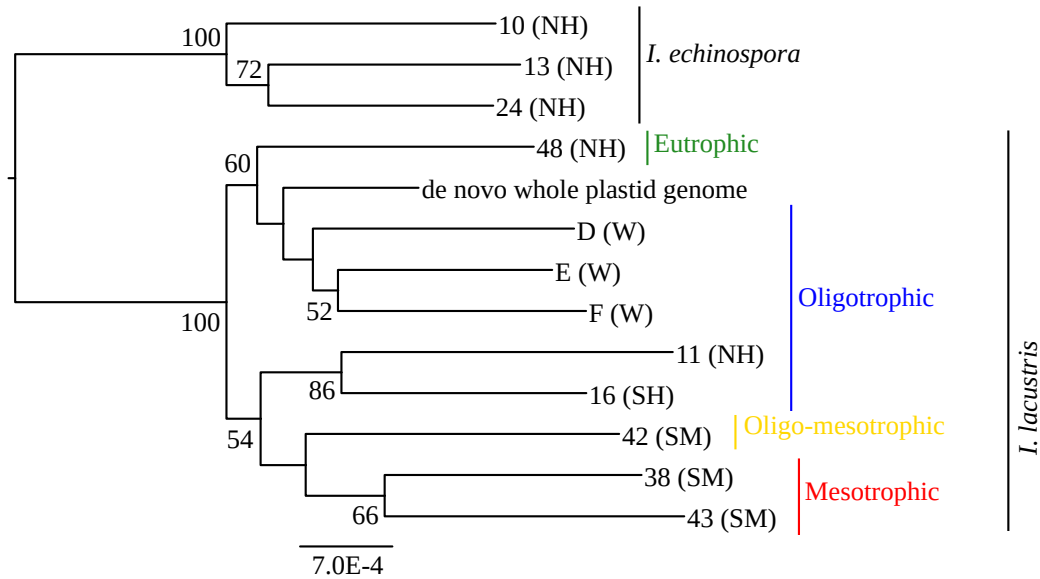 10 (NH)
100
I. echinospora
13 (NH)
72
24 (NH)
48 (NH)
Eutrophic
60
de novo whole plastid genome
D (W)
E (W)
Oligotrophic
52
F (W)
100
11 (NH)
86
16 (SH)
I. lacustris
Oligo-mesotrophic
42 (SM)
54
38 (SM)
Mesotrophic
66
43 (SM)
7.0E-4